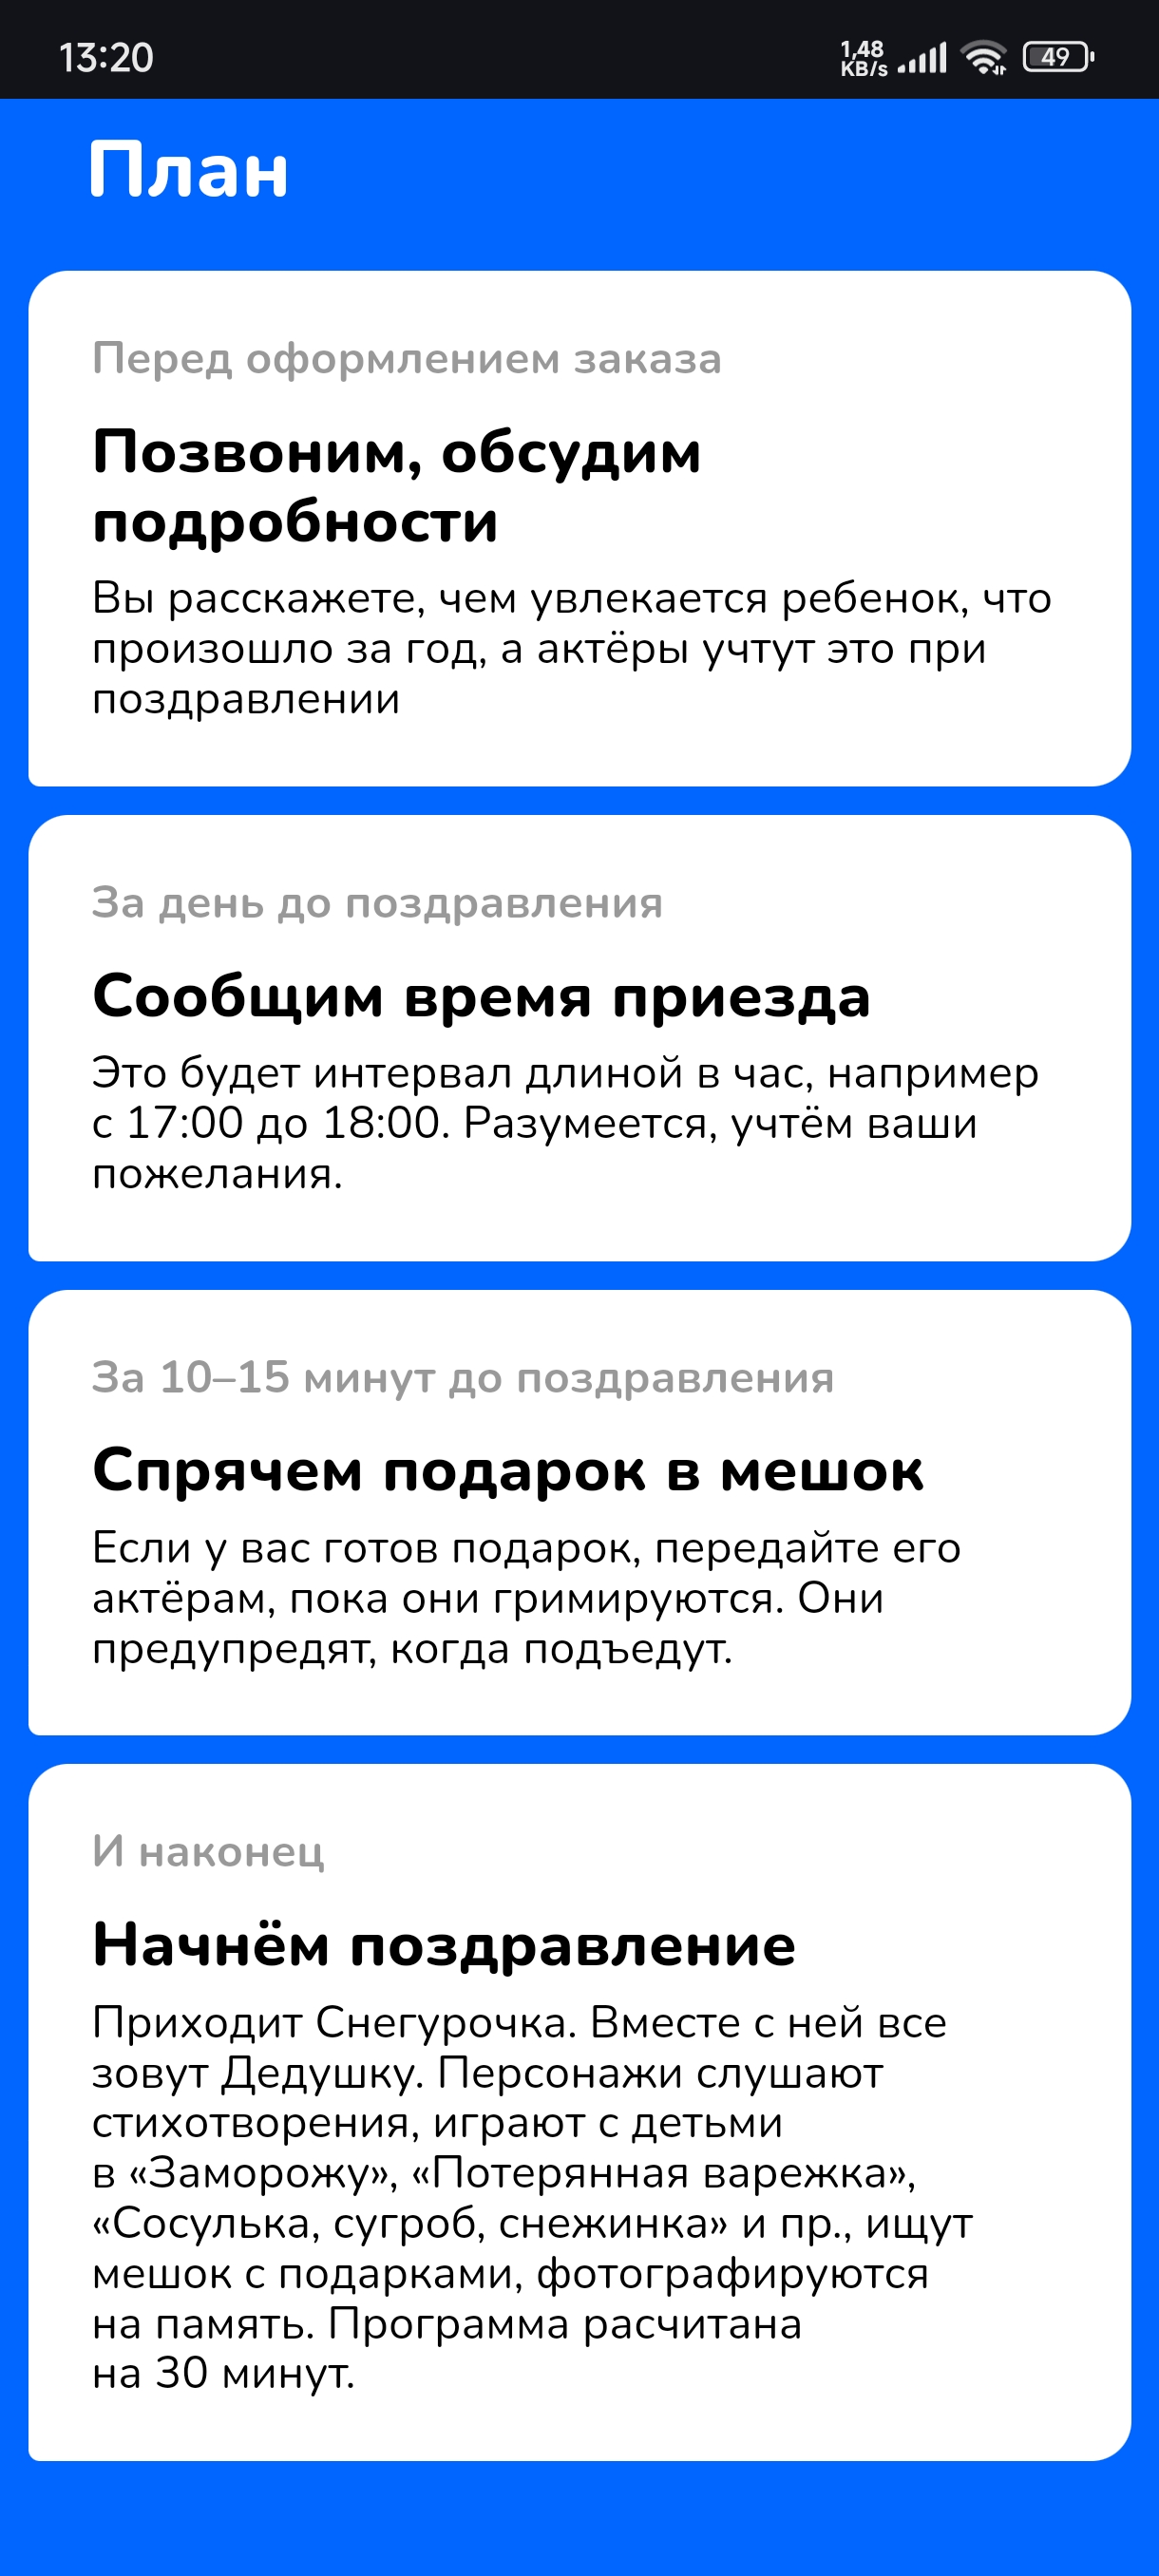 13:20
1,48
KB/s
49
План
Перед оформлением заказа
Позвоним, обсудим
подробности
Вы расскажете, чем увлекается ребенок, что
произошло за год, а актёры учтут это при
поздравлении
За день до поздравления
Сообщим время приезда
Это будет интервал длиной в час, например
с 17:00 до 18:00. Разумеется, учтём ваши
пожелания.
За 10–15 минут до поздравления
Спрячем подарок в мешок
Если у вас готов подарок, передайте его
актёрам, пока они гримируются. Они
предупредят, когда подъедут.
И наконец
Начнём поздравление
Приходит Снегурочка. Вместе с ней все
зовут Дедушку. Персонажи слушают
стихотворения, играют с детьми
в «Заморожу», «Потерянная варежка»,
«Сосулька, сугроб, снежинка» и пр., ищут
мешок с подарками, фотографируются
на память. Программа расчитана
на 30 минут.